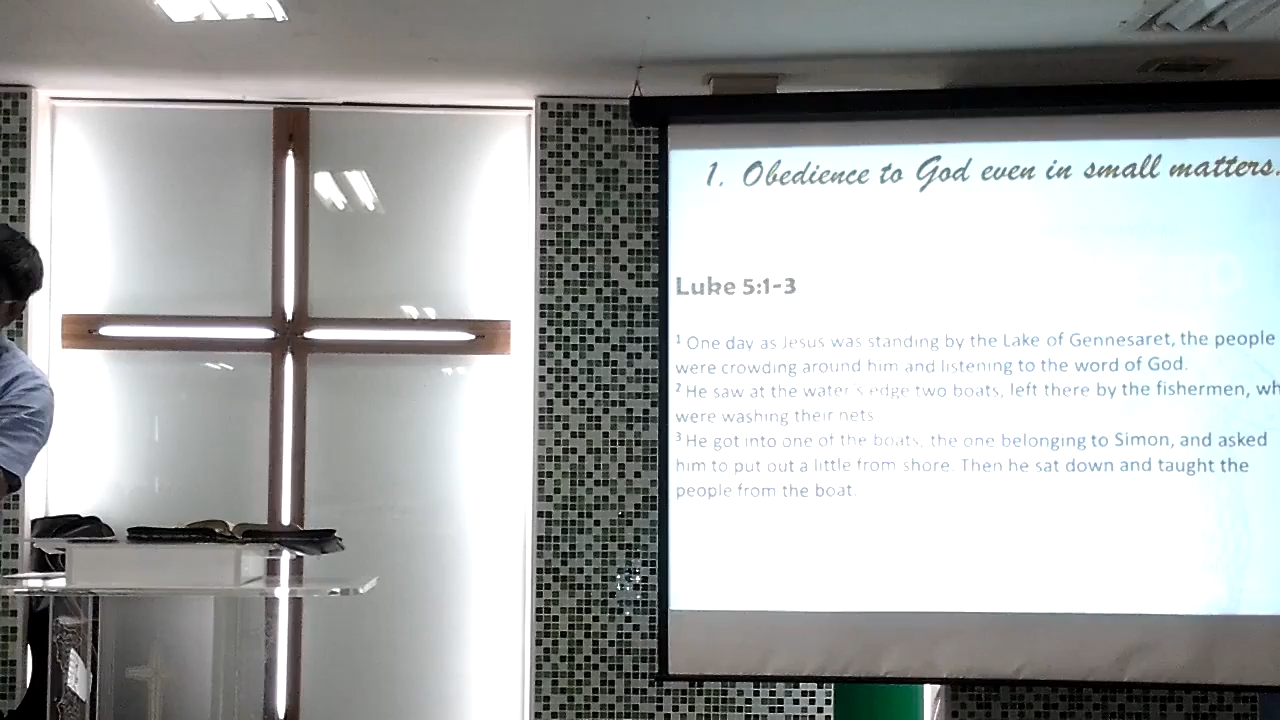 1. Obedience to God even in small matters.
Luke 5:1-3
1 One day as Jesus was standing by the Lake of Gennesaret, the people
were crowding around him and listening to the word of God.
2 He saw at the water's edge two boats, left there by the fishermen, wh
were washing their nets
3 He got into one of the boats, the one belonging to Simon, and asked
him to put out a little from shore. Then he sat down and taught the
people from the boat.